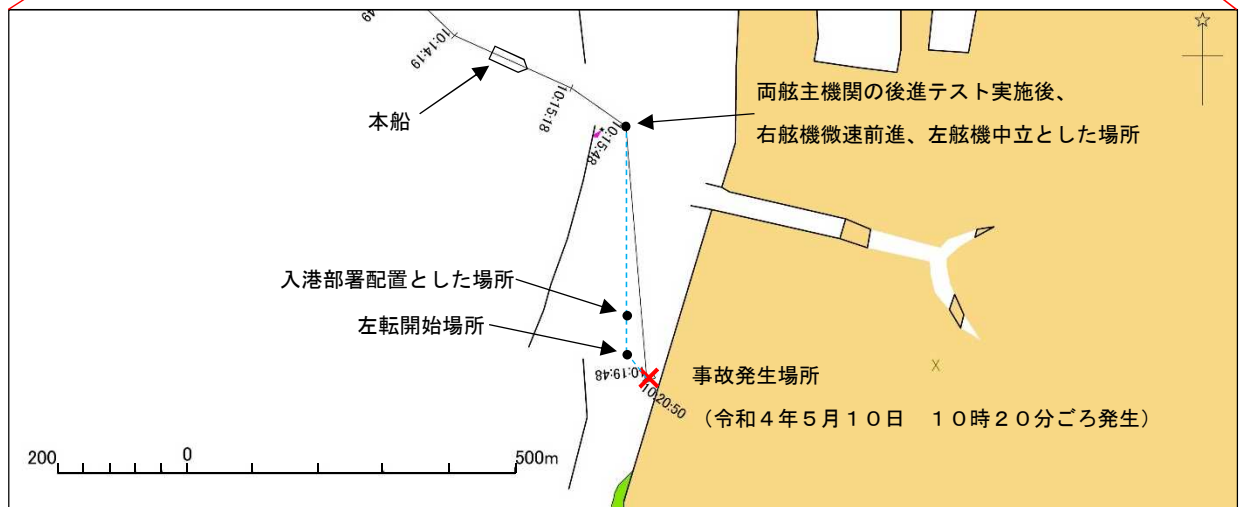 49
10:14:19
本船
10:15:18
10:15:48
両舷主機関の後進テスト実施後、
右舷機微速前進、左舷機中立とした場所
入港部署配置とした場所
左転開始場所
10:19:48
10:20:50
事故発生場所
（令和４年５月１０日　１０時２０分ごろ発生）
200
0
500m